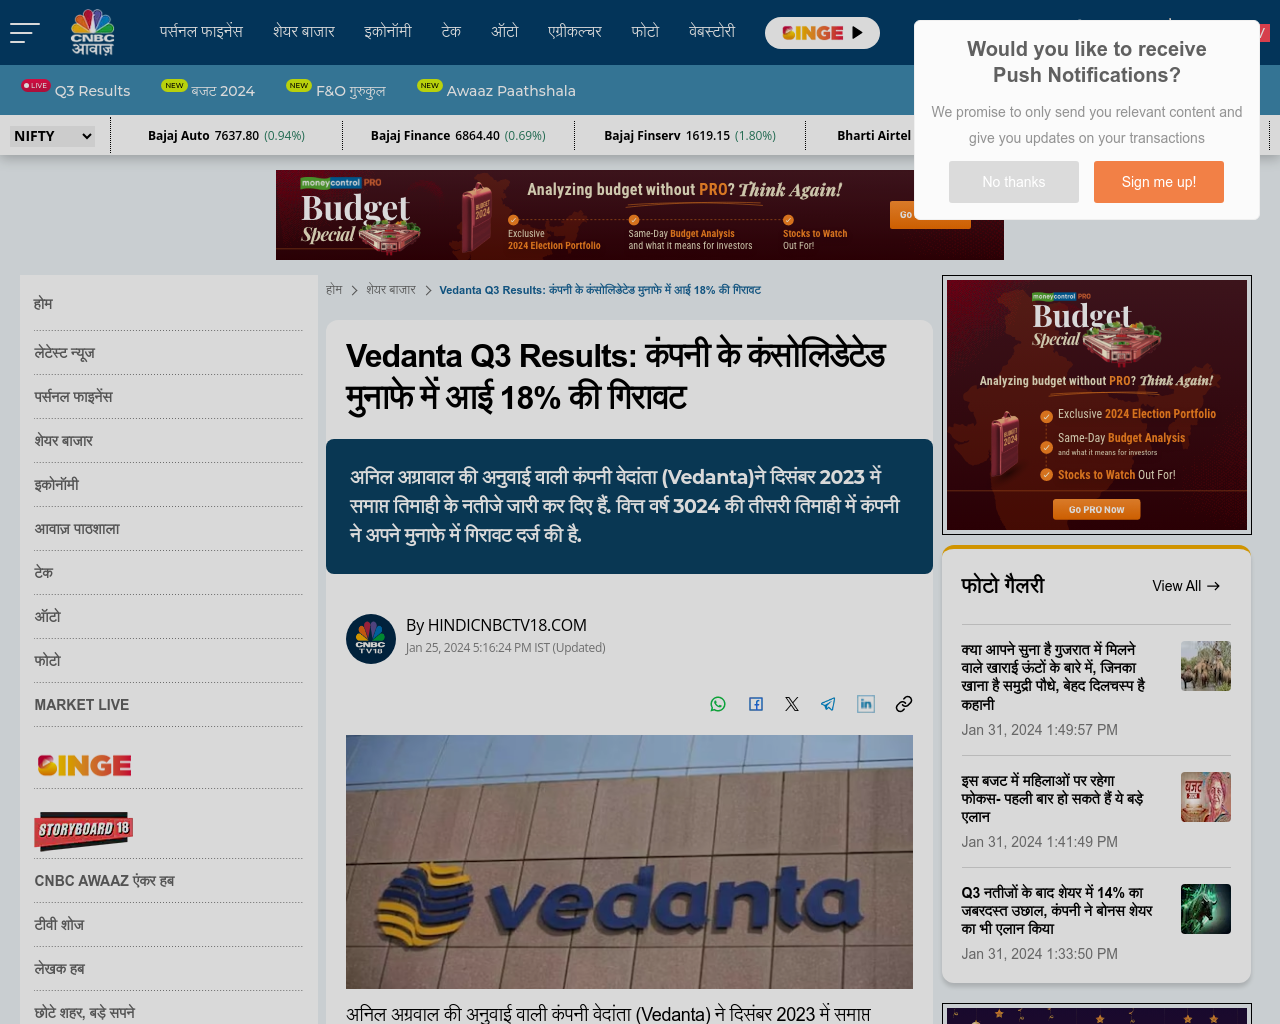 CNBC
आवाज़
पर्सनल फाइनेंस
शेयर बाजार
इकोनॉमी
टेक
ऑटो
एग्रीकल्चर
फोटो
वेबस्टोरी
BINGE
Would you like to receive
Push Notifications?
We promise to only send you relevant content and
give you updates on your transactions
No thanks
Sign me up!
LIVE Q3 Results
NEW बजट 2024
NEW F&O गुरुकुल
NEW Awaaz Paathshala
NIFTY
Bajaj Auto 7637.80 (0.94%)
Bajaj Finance 6864.40 (0.69%)
Bajaj Finserv 1619.15 (1.80%)
Bharti Airtel
moneycontrol PRO
Budget
Special
BUDGET 2024
Analyzing budget without PRO? Think Again!
Exclusive
2024 Election Portfolio
Same-Day Budget Analysis
and what it means for investors
Stocks to Watch
Out For!
Go
होम
लेटेस्ट न्यूज
पर्सनल फाइनेंस
शेयर बाजार
इकोनॉमी
आवाज़ पाठशाला
टेक
ऑटो
फोटो
MARKET LIVE
BINGE
STORYBOARD 18
CNBC AWAAZ एंकर हब
टीवी शोज
लेखक हब
छोटे शहर, बड़े सपने
होम > शेयर बाजार > Vedanta Q3 Results: कंपनी के कंसोलिडेटेड मुनाफे में आई 18% की गिरावट
Vedanta Q3 Results: कंपनी के कंसोलिडेटेड
मुनाफे में आई 18% की गिरावट
अनिल अग्रावाल की अनुवाई वाली कंपनी वेदांता (Vedanta)ने दिसंबर 2023 में
समाप्त तिमाही के नतीजे जारी कर दिए हैं. वित्त वर्ष 3024 की तीसरी तिमाही में कंपनी
ने अपने मुनाफे में गिरावट दर्ज की है.
CNBC
TV18
By HINDICNBCTV18.COM
Jan 25, 2024 5:16:24 PM IST (Updated)
vedanta
अनिल अग्रवाल की अनुवाई वाली कंपनी वेदांता (Vedanta) ने दिसंबर 2023 में समाप्त
moneycontrol PRO
Budget
Special
Analyzing budget without PRO? Think Again!
BUDGET 2024
Exclusive 2024 Election Portfolio
Same-Day Budget Analysis
and what it means for investors
Stocks to Watch Out For!
Go PRO Now
फोटो गैलरी
View All →
क्या आपने सुना है गुजरात में मिलने
वाले खाराई ऊंटों के बारे में, जिनका
खाना है समुद्री पौधे, बेहद दिलचस्प है
कहानी
Jan 31, 2024 1:49:57 PM
इस बजट में महिलाओं पर रहेगा
फोकस- पहली बार हो सकते हैं ये बड़े
एलान
Jan 31, 2024 1:41:49 PM
बजट
Q3 नतीजों के बाद शेयर में 14% का
जबरदस्त उछाल, कंपनी ने बोनस शेयर
का भी एलान किया
Jan 31, 2024 1:33:50 PM